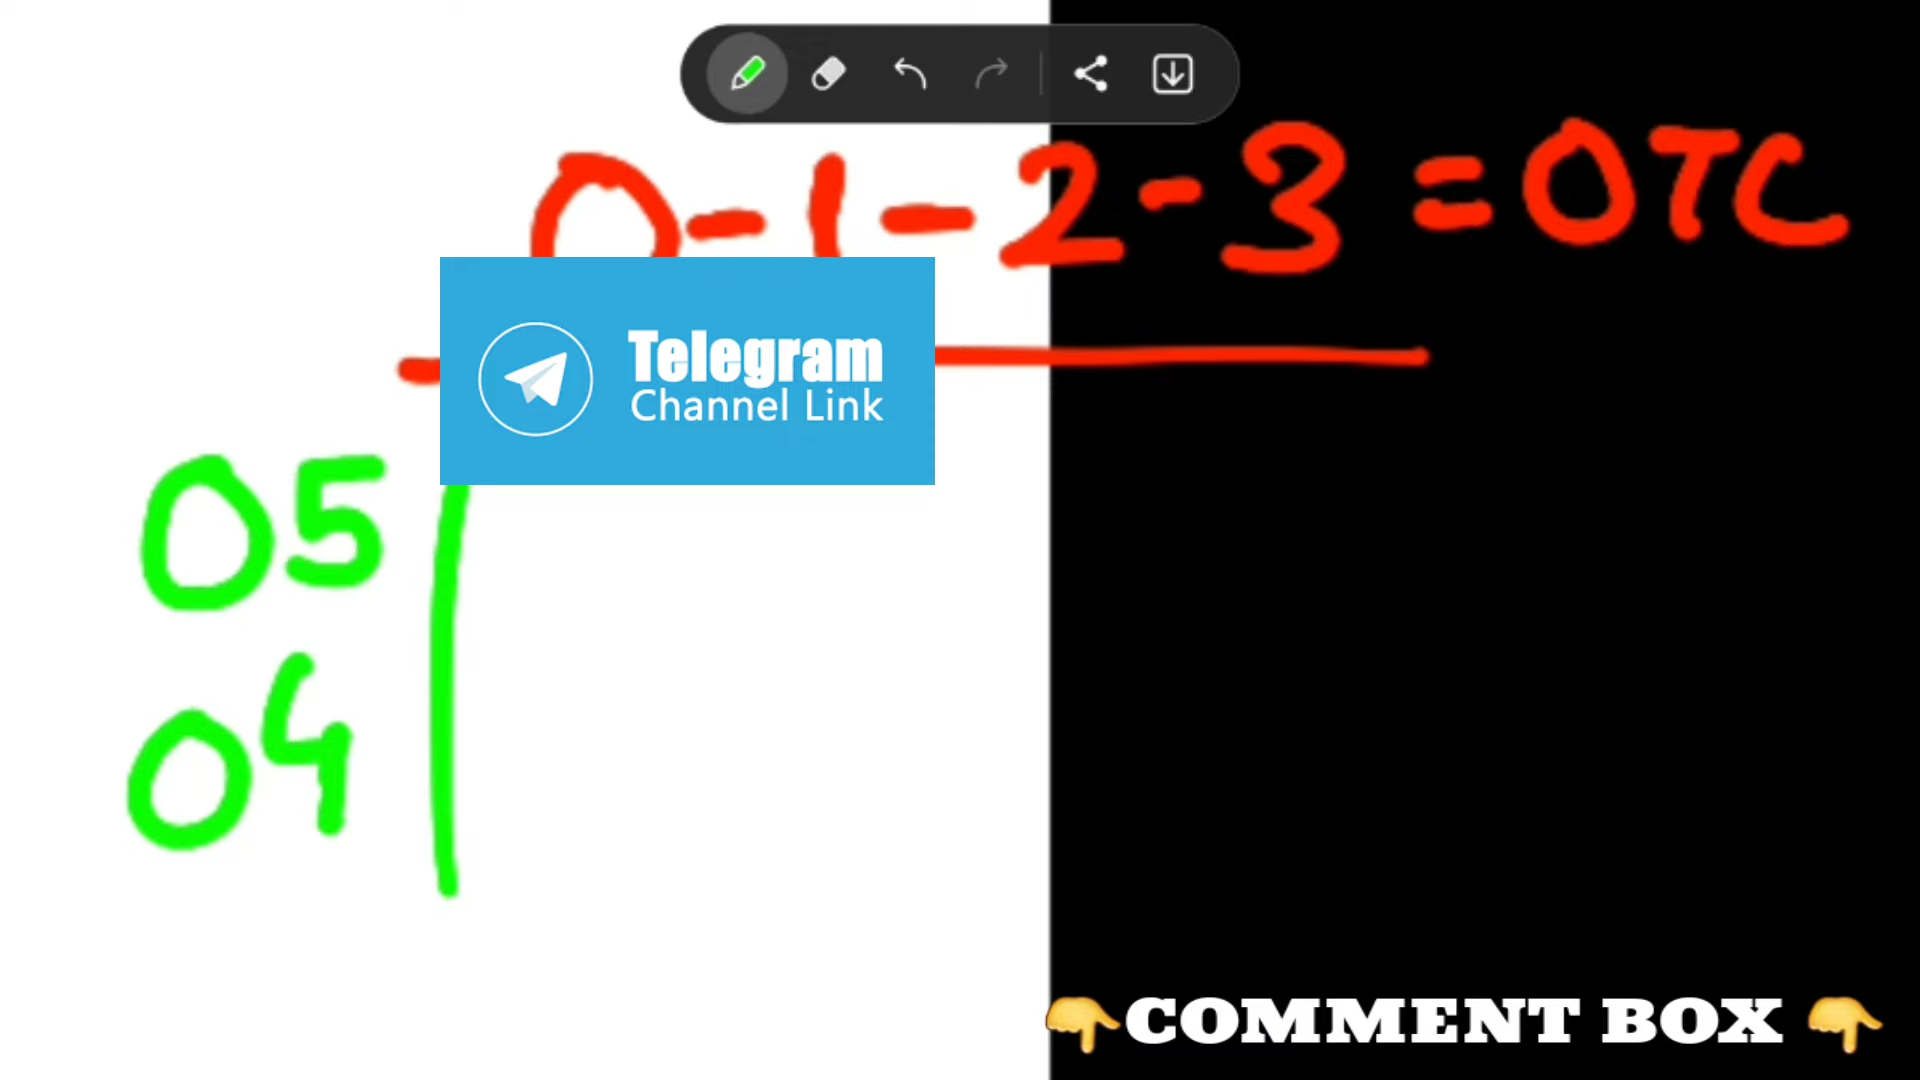 0-1-2-3=OTC
Telegram
Channel Link
05
04
👇COMMENT BOX👇